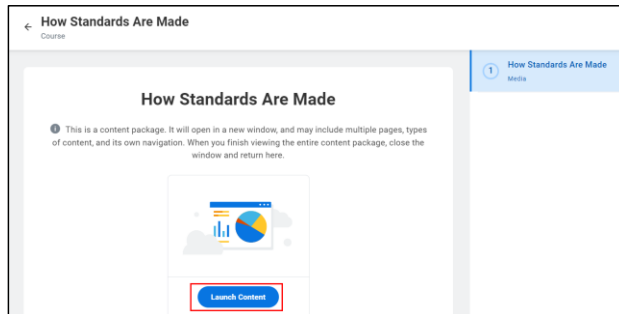 How Standards Are Made
Course
1 How Standards Are Made
Media
How Standards Are Made
This is a content package. It will open in a new window, and may include multiple pages, types
of content, and its own navigation. When you finish viewing the entire content package, close the
window and return here.
Launch Content